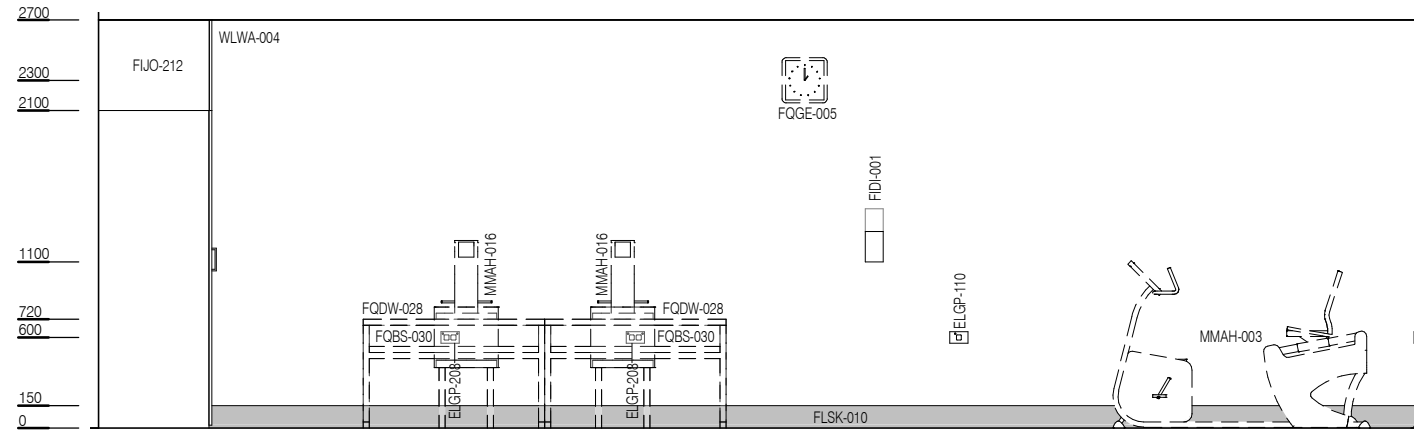 2700
WLWA-004
FIJO-212
2300
2100
FQGE-005
FIDI-001
1100
MMAH-016
MMAH-016
ELGP-110
720
FQDW-028
FQDW-028
600
FQBS-030
FQBS-030
MMAH-003
ELGP-208
ELGP-208
150
FLSK-010
0